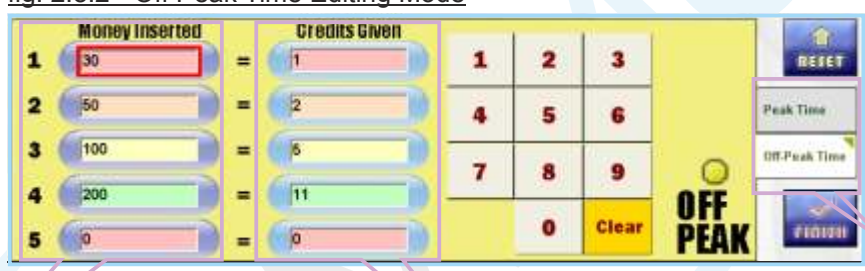 fig. 2.3.2 - Off-Peak Time Editing Mode
Money Inserted Credits Given
1 30 = 1
2 50 = 2
3 100 = 5
4 200 = 11
5 0 = 0
1 2 3
4 5 6
7 8 9
0 Clear
OFF
PEAK
RESET
Peak Time
Off-Peak Time
FINISH